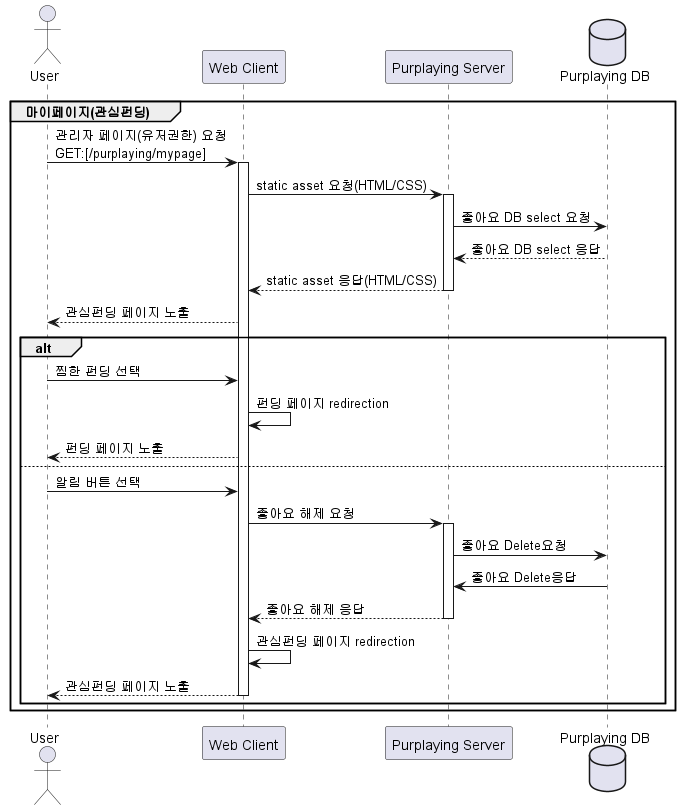 User
Web Client
Purplaying Server
Purplaying DB
마이페이지(관심펀딩)
관리자 페이지(유저권한) 요청
GET:[/purplaying/mypage]
static asset 요청(HTML/CSS)
좋아요 DB select 요청
좋아요 DB select 응답
static asset 응답(HTML/CSS)
관심펀딩 페이지 노출
alt
찜한 펀딩 선택
펀딩 페이지 redirection
펀딩 페이지 노출
알림 버튼 선택
좋아요 해제 요청
좋아요 Delete요청
좋아요 Delete응답
좋아요 해제 응답
관심펀딩 페이지 redirection
관심펀딩 페이지 노출
User
Web Client
Purplaying Server
Purplaying DB